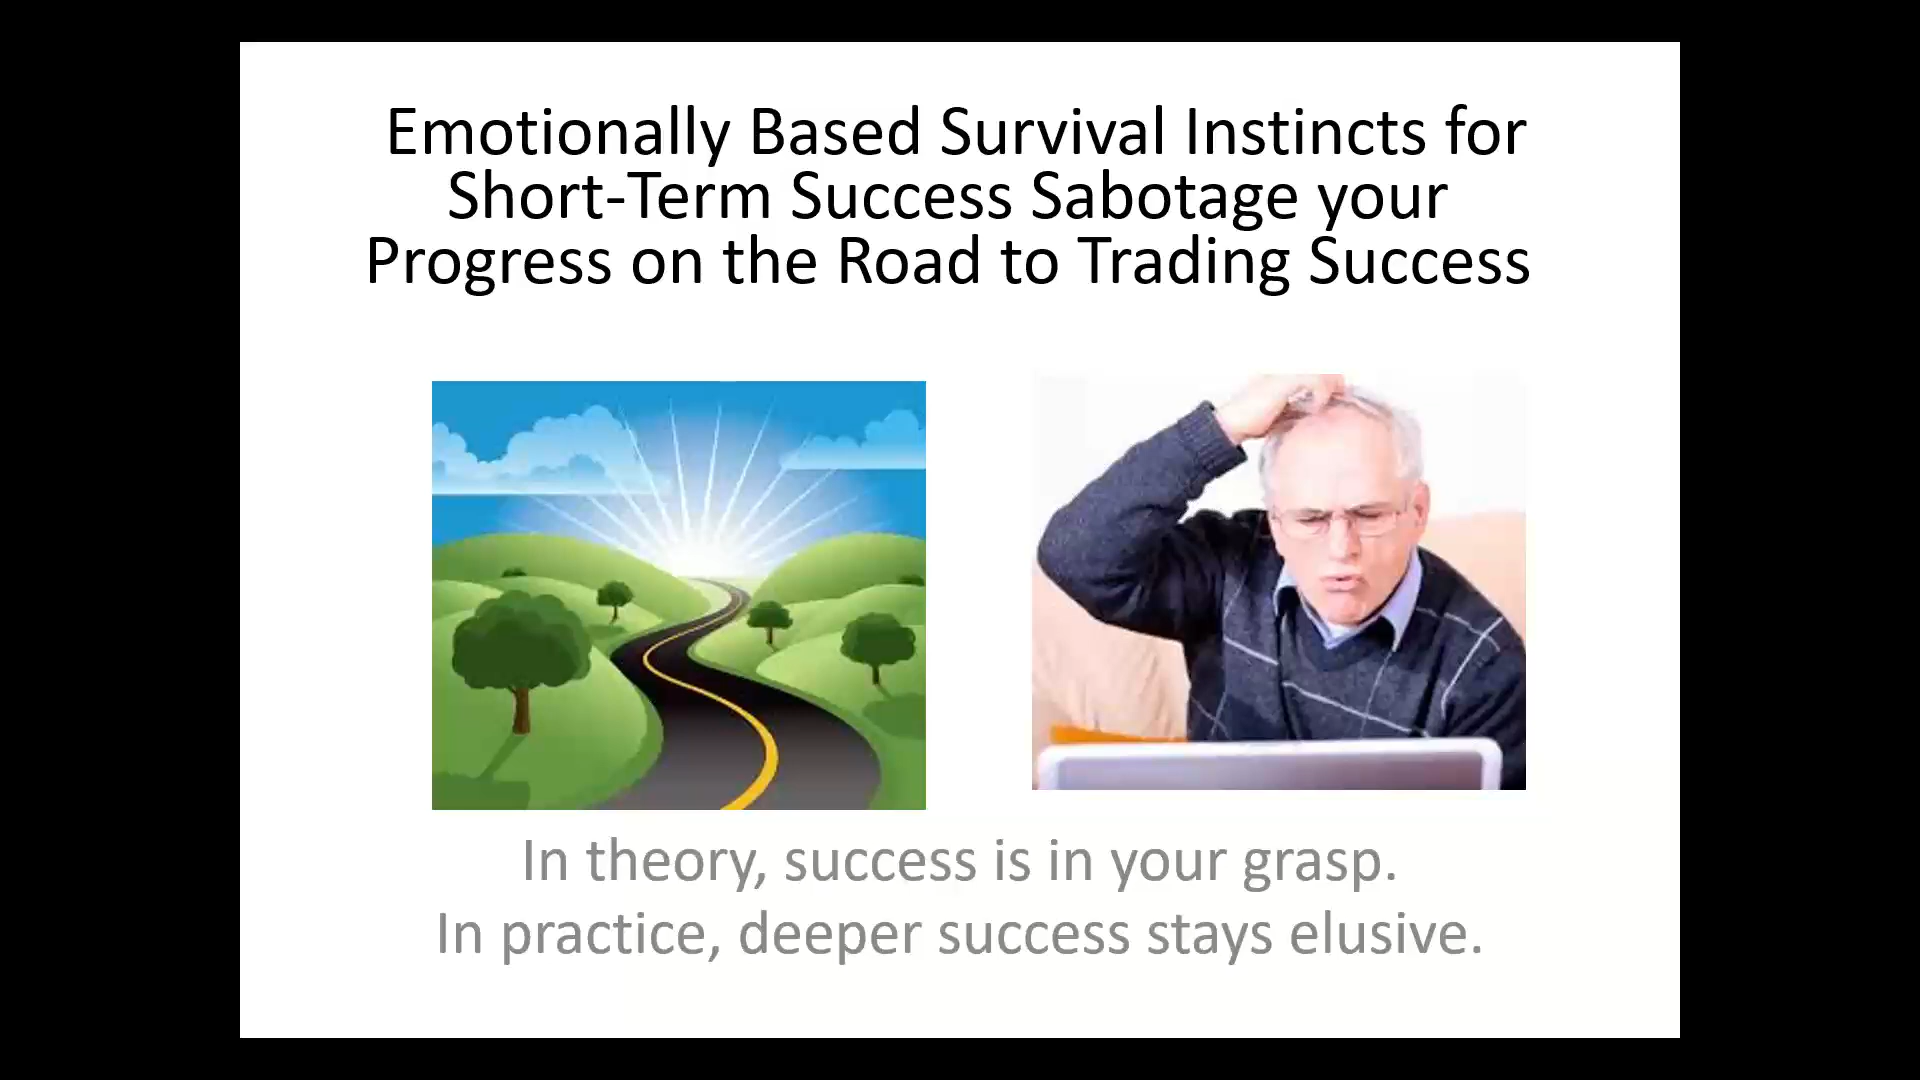 Emotionally Based Survival Instincts for
Short-Term Success Sabotage your
Progress on the Road to Trading Success
In theory, success is in your grasp.
In practice, deeper success stays elusive.